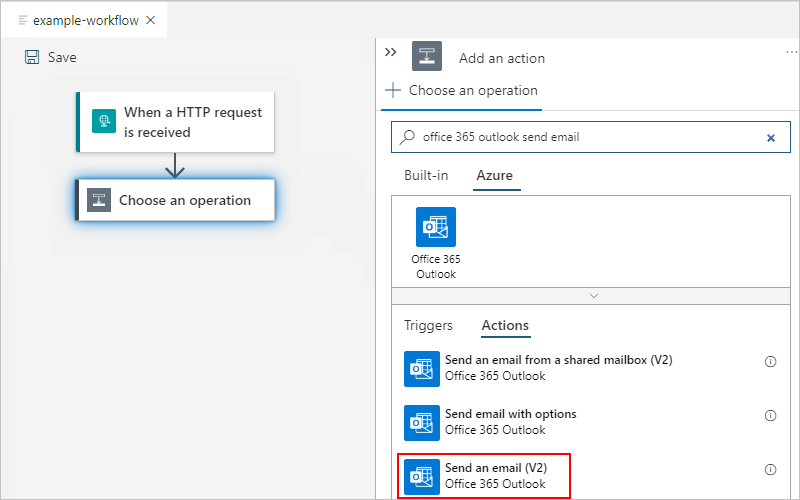 example-workflow
Save
When a HTTP request
is received
Choose an operation
Add an action
Choose an operation
office 365 outlook send email
Built-in
Azure
Office 365
Outlook
Triggers
Actions
Send an email from a shared mailbox (V2)
Office 365 Outlook
Send email with options
Office 365 Outlook
Send an email (V2)
Office 365 Outlook